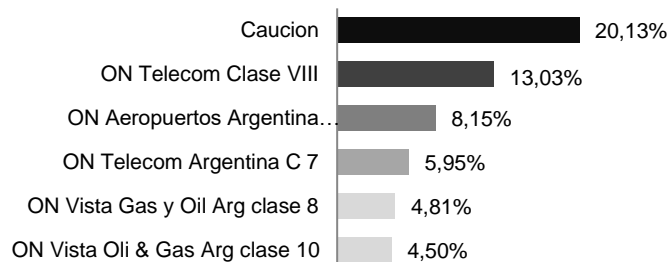 Caucion 20,13%
ON Telecom Clase VIII 13,03%
ON Aeropuertos Argentina… 8,15%
ON Telecom Argentina C 7 5,95%
ON Vista Gas y Oil Arg clase 8 4,81%
ON Vista Oli & Gas Arg clase 10 4,50%